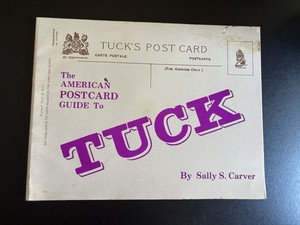 TUCK'S POST CARD
CARTE POSTALE.
POSTKARTE.
(FOR ADDRESS ONLY.)
The
AMERICAN
POSTCARD
GUIDE To
TUCK
By Sally S. Carver